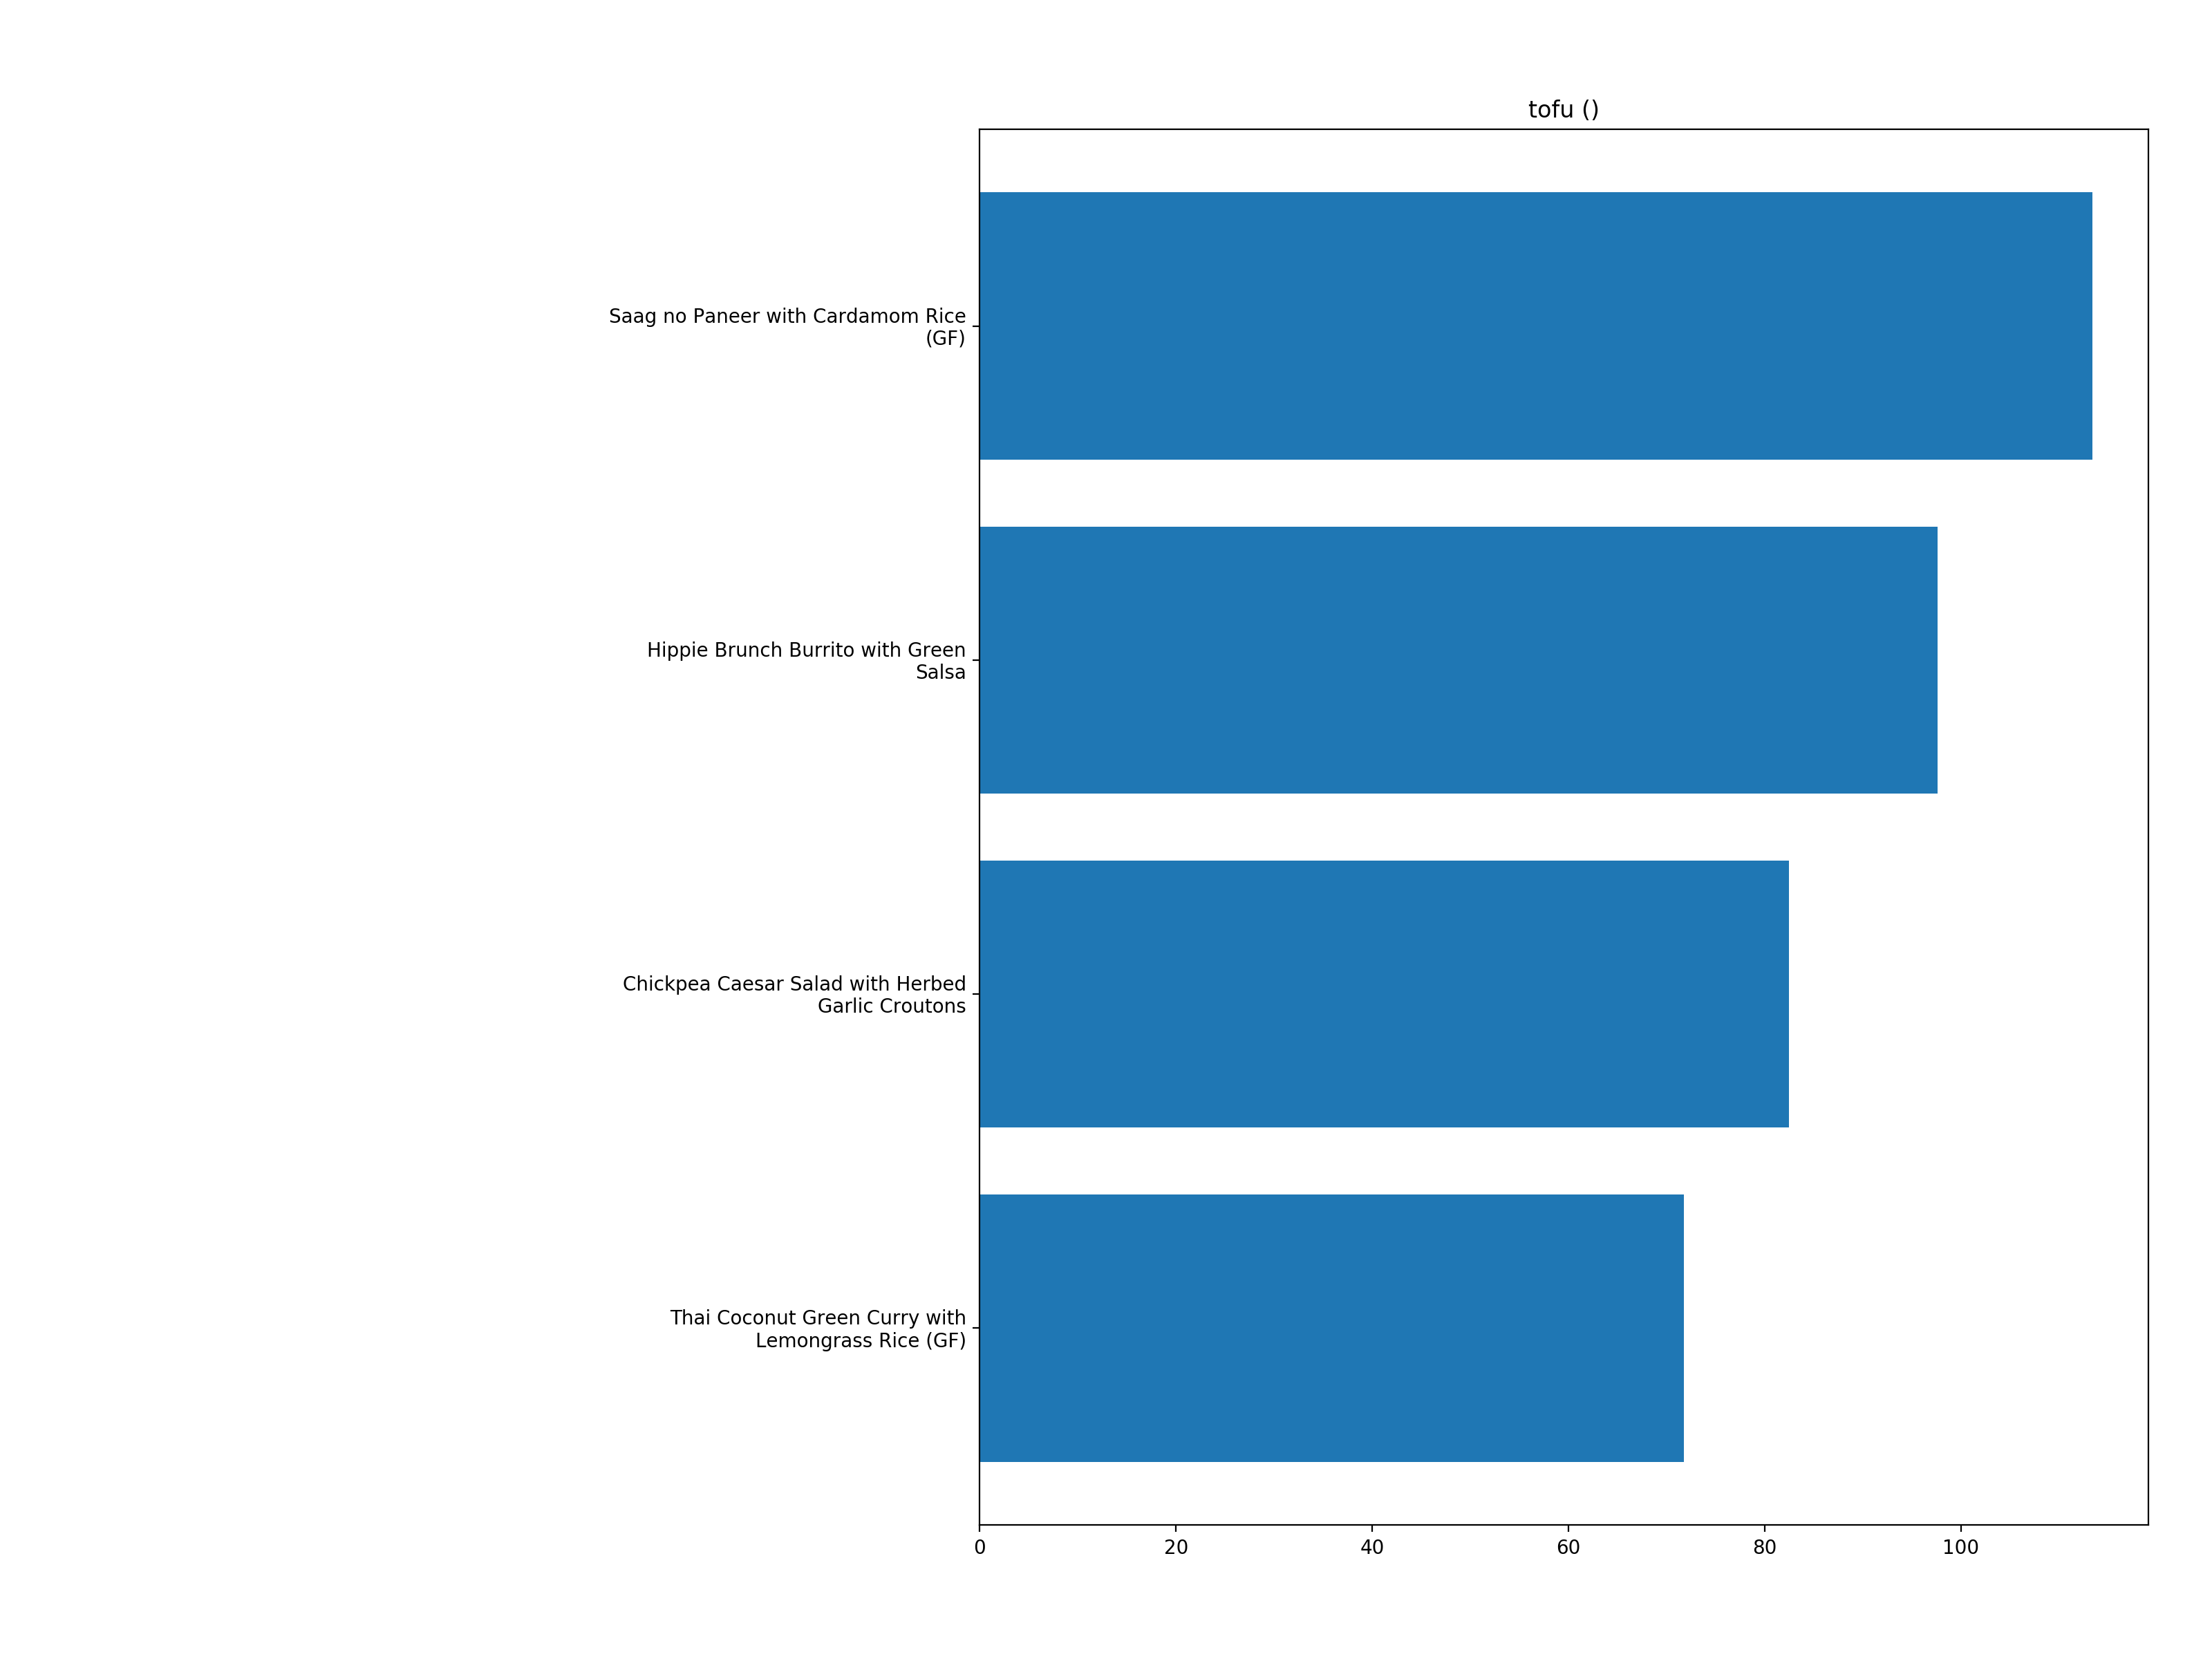 tofu ()
Saag no Paneer with Cardamom Rice
(GF)
Hippie Brunch Burrito with Green
Salsa
Chickpea Caesar Salad with Herbed
Garlic Croutons
Thai Coconut Green Curry with
Lemongrass Rice (GF)
0 20 40 60 80 100